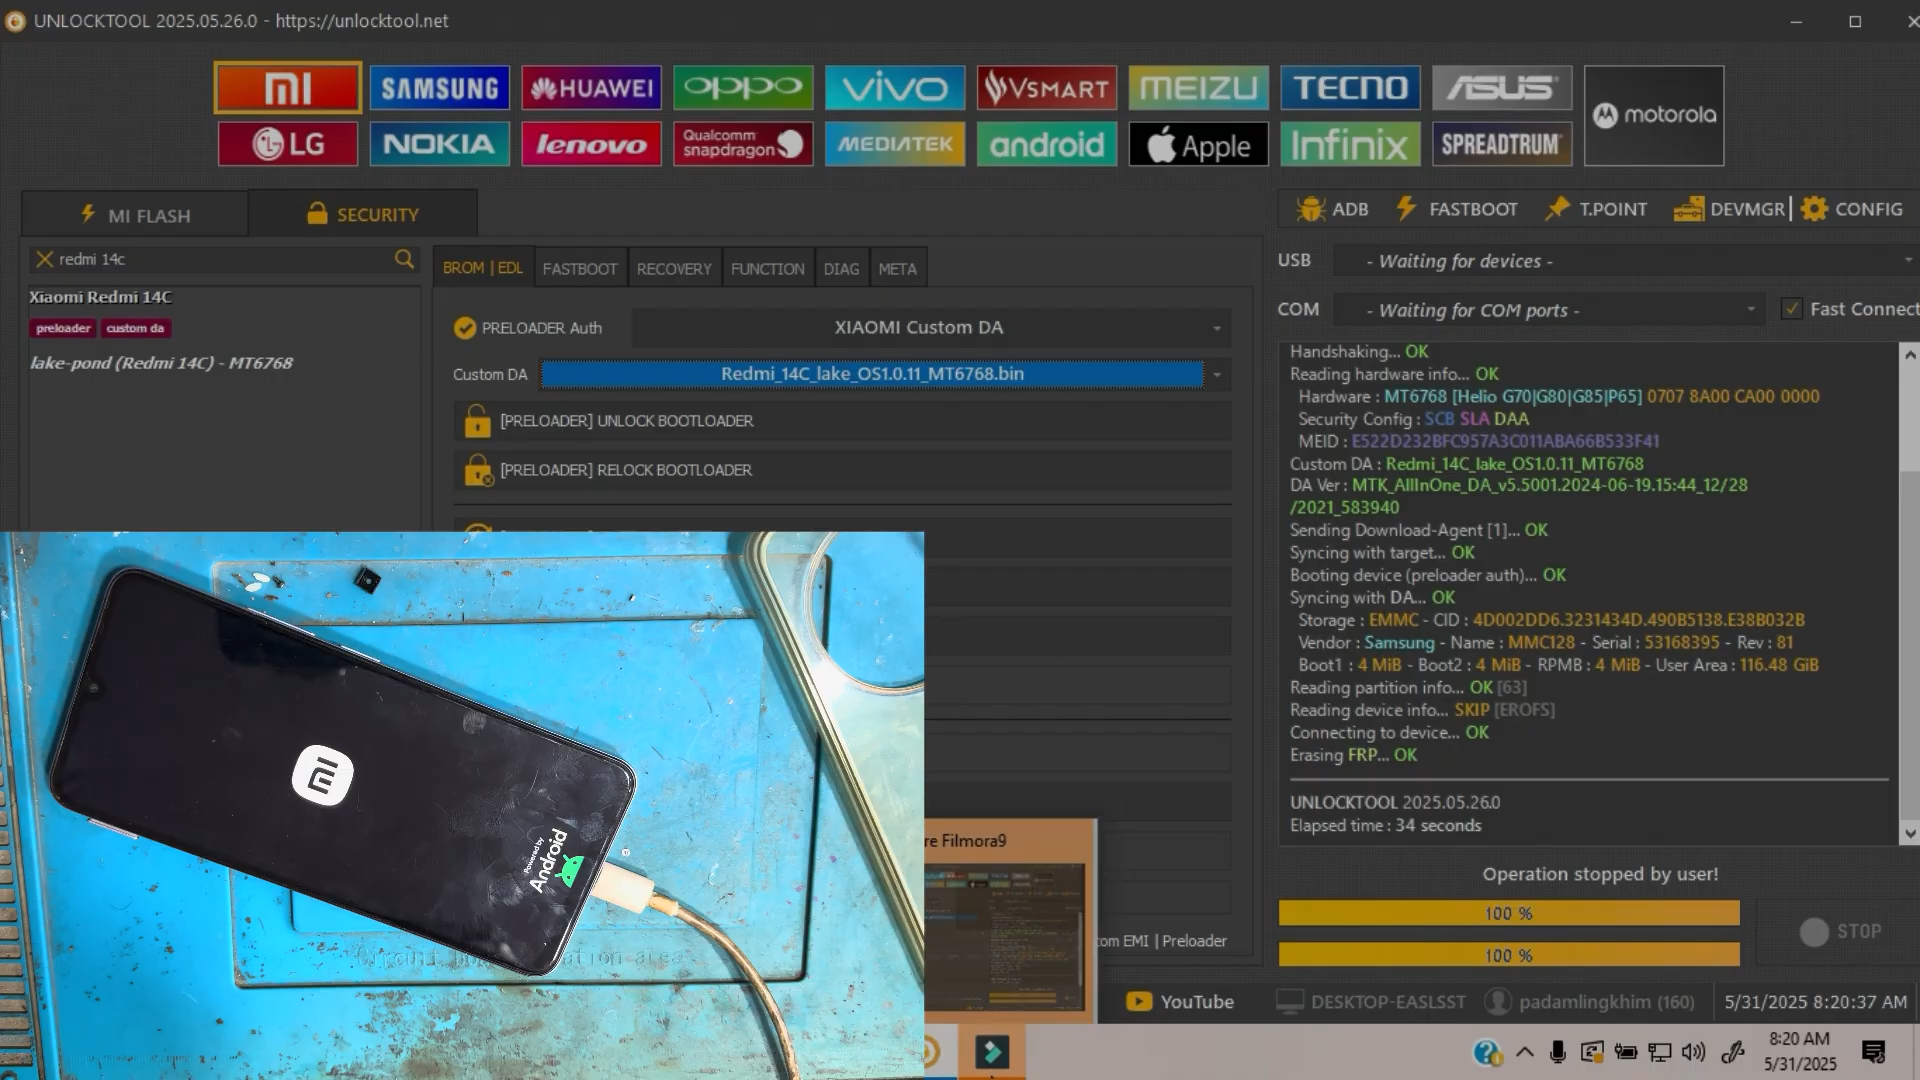 UNLOCKTOOL 2025.05.26.0 - https://unlocktool.net
MI SAMSUNG HUAWEI oppo vivo VSMART MEIZU TECNO ASUS motorola
LG NOKIA lenovo Qualcomm snapdragon MEDIATEK android Apple Infinix SPREADTRUM
MI FLASH SECURITY
redmi 14c
Xiaomi Redmi 14C
preloader custom da
lake-pond (Redmi 14C) - MT6768
BROM | EDL FASTBOOT RECOVERY FUNCTION DIAG META
PRELOADER Auth XIAOMI Custom DA
Custom DA Redmi_14C_lake_OS1.0.11_MT6768.bin
[PRELOADER] UNLOCK BOOTLOADER
[PRELOADER] RELOCK BOOTLOADER
ADB FASTBOOT T.POINT DEVMGR CONFIG
USB - Waiting for devices -
COM - Waiting for COM ports - Fast Connect
Handshaking... OK
Reading hardware info... OK
Hardware : MT6768 [Helio G70|G80|G85|P65] 0707 8A00 CA00 0000
Security Config : SCB SLA DAA
MEID : E522D232BFC957A3C011ABA66B533F41
Custom DA : Redmi_14C_lake_OS1.0.11_MT6768
DA Ver : MTK_AllInOne_DA_v5.5001.2024-06-19.15:44_12/28
/2021_583940
Sending Download-Agent [1]... OK
Syncing with target... OK
Booting device (preloader auth)... OK
Syncing with DA... OK
Storage : EMMC - CID : 4D002DD6.3231434D.490B5138.E38B032B
Vendor : Samsung - Name : MMC128 - Serial : 53168395 - Rev : 81
Boot1 : 4 MiB - Boot2 : 4 MiB - RPMB : 4 MiB - User Area : 116.48 GiB
Reading partition info... OK [63]
Reading device info... SKIP [EROFS]
Connecting to device... OK
Erasing FRP... OK
UNLOCKTOOL 2025.05.26.0
Elapsed time : 34 seconds
Operation stopped by user!
100 %
100 %
STOP
MI
Powered by
Android
re Filmora9
om EMI | Preloader
YouTube DESKTOP-EASLSST padamlingkhim (160) 5/31/2025 8:20:37 AM
8:20 AM
5/31/2025